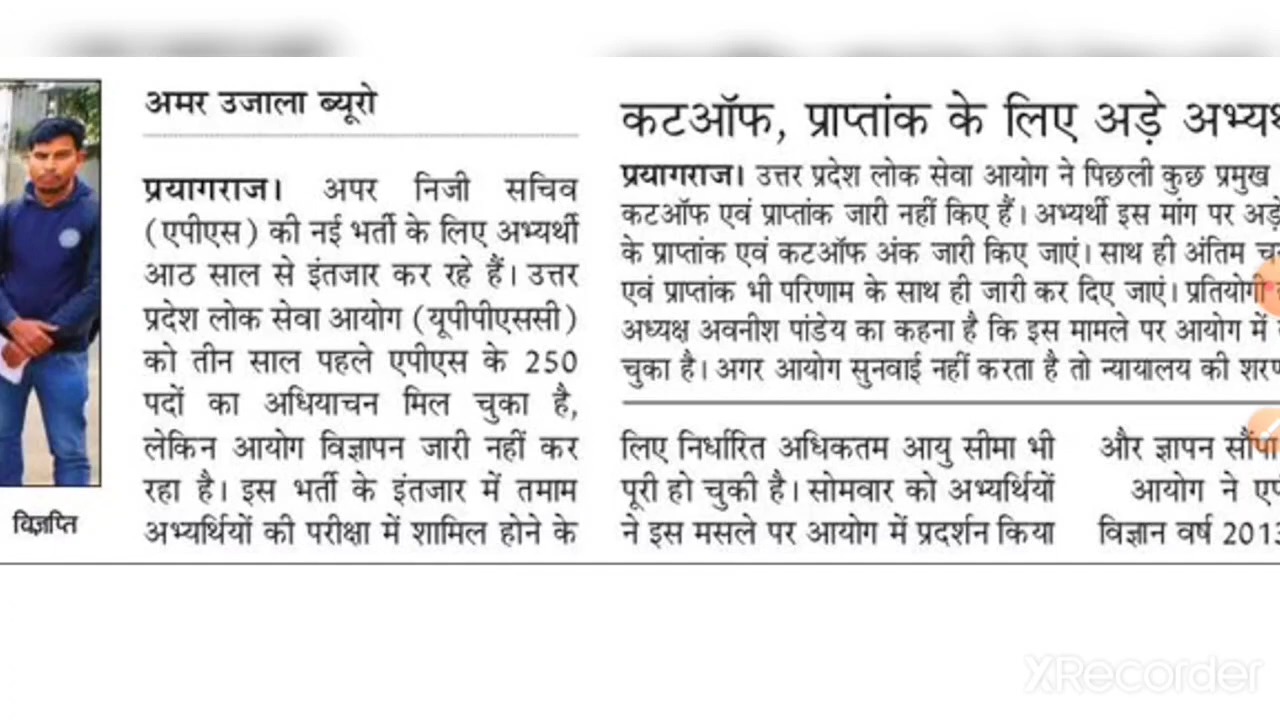 अमर उजाला ब्यूरो
प्रयागराज। अपर निजी सचिव
(एपीएस) की नई भर्ती के लिए अभ्यर्थी
आठ साल से इंतजार कर रहे हैं। उत्तर
प्रदेश लोक सेवा आयोग (यूपीपीएससी)
को तीन साल पहले एपीएस के 250
पदों का अधियाचन मिल चुका है,
लेकिन आयोग विज्ञापन जारी नहीं कर
रहा है। इस भर्ती के इंतजार में तमाम
अभ्यर्थियों की परीक्षा में शामिल होने के
विज्ञप्ति
कटऑफ, प्राप्तांक के लिए अड़े
प्रयागराज। उत्तर प्रदेश लोक सेवा आयोग ने पिछली कुछ प्रमुख
कटऑफ एवं प्राप्तांक जारी नहीं किए हैं। अभ्यर्थी इस मांग पर अड़े
के प्राप्तांक एवं कटऑफ अंक जारी किए जाएं। साथ ही अंतिम
एवं प्राप्तांक भी परिणाम के साथ ही जारी कर दिए जाएं। प्रतियोगी
अध्यक्ष अवनीश पांडेय का कहना है कि इस मामले पर आयोग में
चुका है। अगर आयोग सुनवाई नहीं करता है तो न्यायालय की
लिए निर्धारित अधिकतम आयु सीमा भी
पूरी हो चुकी है। सोमवार को अभ्यर्थियों
ने इस मसले पर आयोग में प्रदर्शन किया
और ज्ञापन सौंपा
आयोग ने
विज्ञान वर्ष 2013
XRecorder